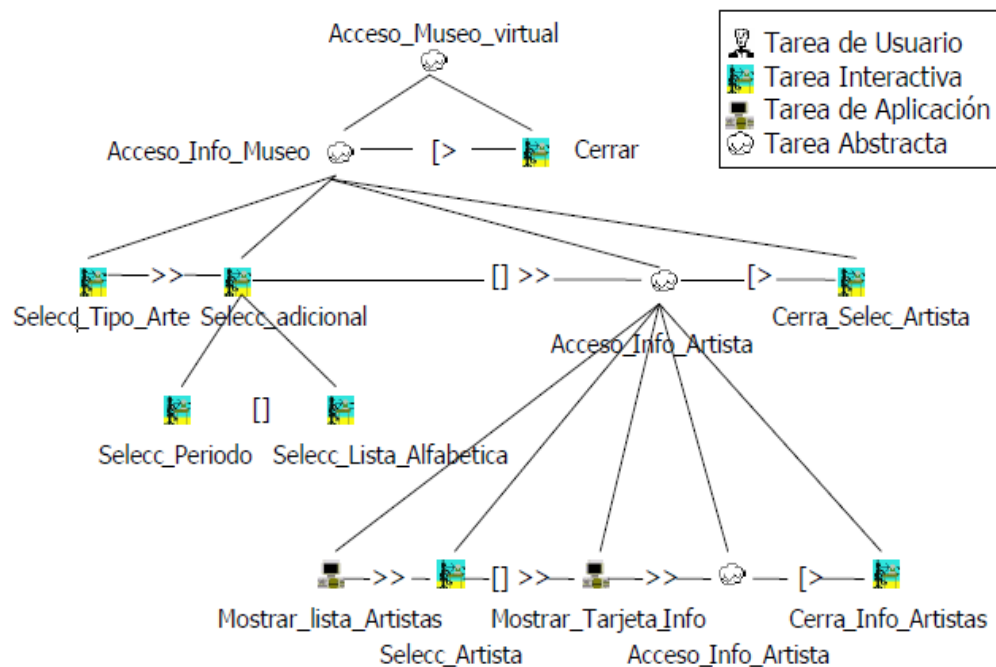 Acceso_Museo_virtual
Tarea de Usuario
Tarea Interactiva
Tarea de Aplicación
Tarea Abstracta
Acceso_Info_Museo
[>
Cerrar
>>
[] >>
[>
Selecc_Tipo_Arte
Selecc_adicional
Acceso_Info_Artista
Cerra_Selec_Artista
[]
Selecc_Periodo
Selecc_Lista_Alfabetica
>>
[] >>
>>
[>
Mostrar_lista_Artistas
Mostrar_Tarjeta_Info
Cerra_Info_Artistas
Selecc_Artista
Acceso_Info_Artista